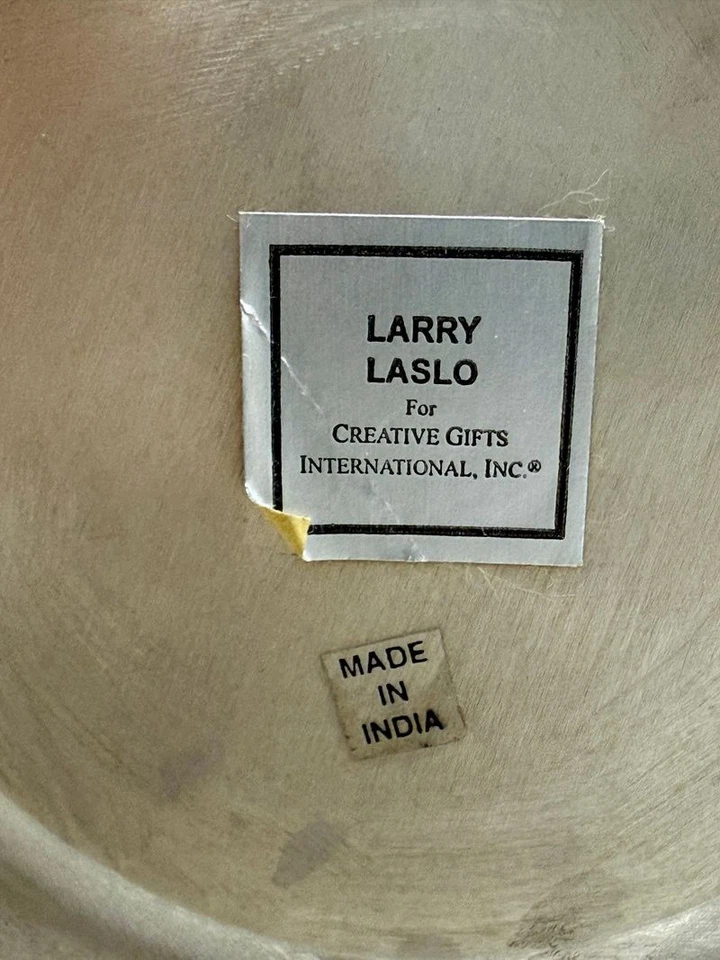 LARRY
LASLO
For
CREATIVE GIFTS
INTERNATIONAL, INC.®
MADE
IN
INDIA